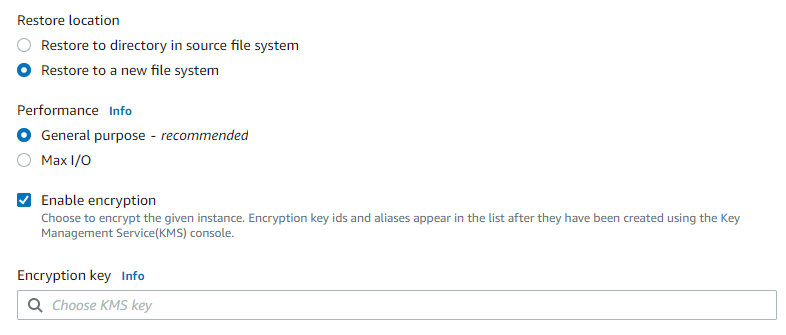 Restore location
Restore to directory in source file system
Restore to a new file system
Performance Info
General purpose - recommended
Max I/O
Enable encryption
Choose to encrypt the given instance. Encryption key ids and aliases appear in the list after they have been created using the Key
Management Service(KMS) console.
Encryption key Info
Choose KMS key